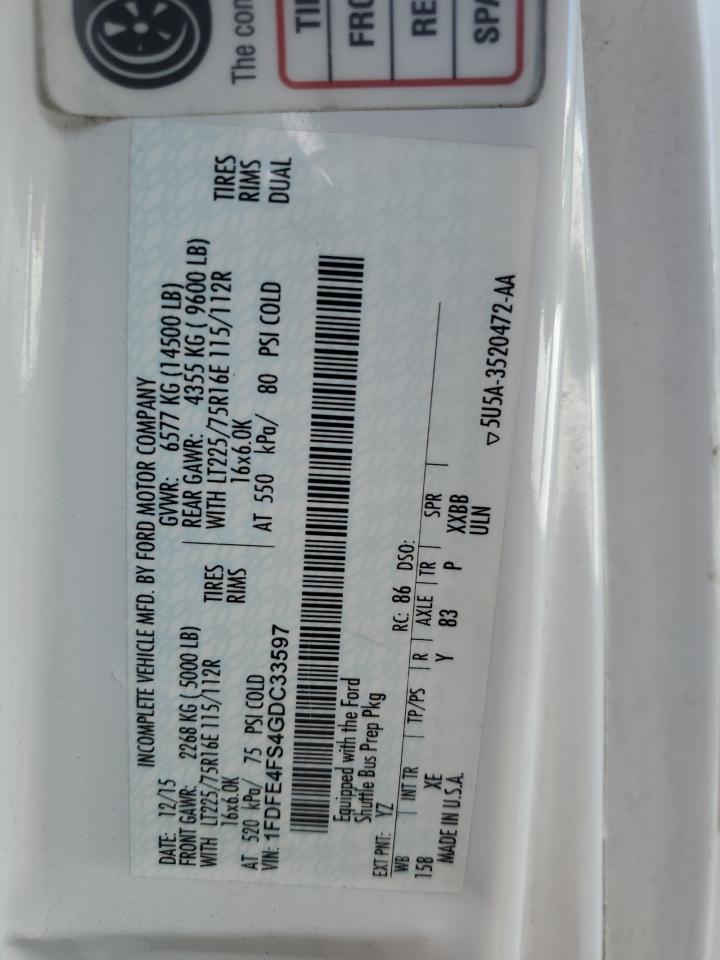 The con
TI
FRO
RE
SPA
INCOMPLETE VEHICLE MFD. BY FORD MOTOR COMPANY
DATE: 12/15 GVWR: 6577 KG (14500 LB)
FRONT GAWR: 2268 KG ( 5000 LB) REAR GAWR: 4355 KG ( 9600 LB)
WITH LT225/75R16E 115/112R TIRES WITH LT225/75R16E 115/112R TIRES
16x6.0K RIMS 16x6.0K RIMS
AT 520 kPa/ 75 PSI COLD AT 550 kPa/ 80 PSI COLD DUAL
VIN: 1FDFE4FS4GDC33597
Equipped with the Ford
Shuttle Bus Prep Pkg
EXT PNT: YZ RC: 86 DSO:
WB INT TR TP/PS R AXLE TR SPR
158 XE Y 83 P XXBB
MADE IN U.S.A. ULN
▽5U5A-3520472-AA